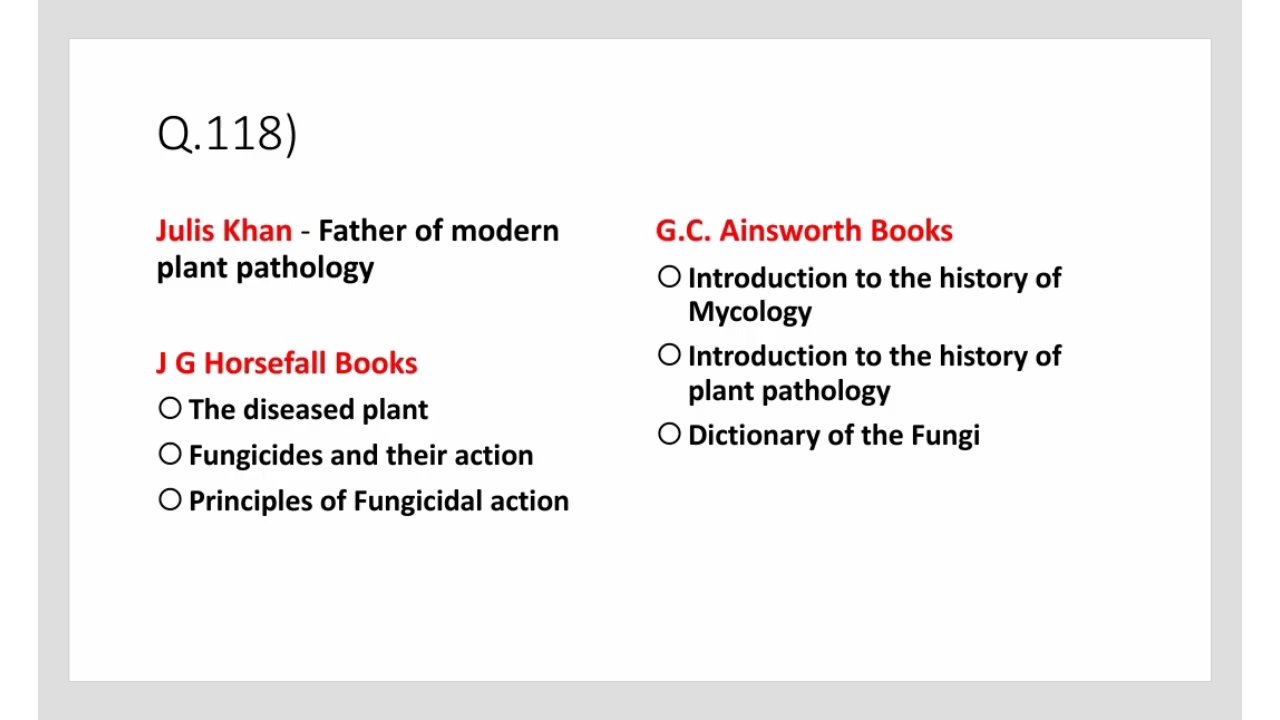 Q.118)
Julis Khan - Father of modern
plant pathology
J G Horsefall Books
○ The diseased plant
○ Fungicides and their action
○ Principles of Fungicidal action
G.C. Ainsworth Books
○ Introduction to the history of
Mycology
○ Introduction to the history of
plant pathology
○ Dictionary of the Fungi